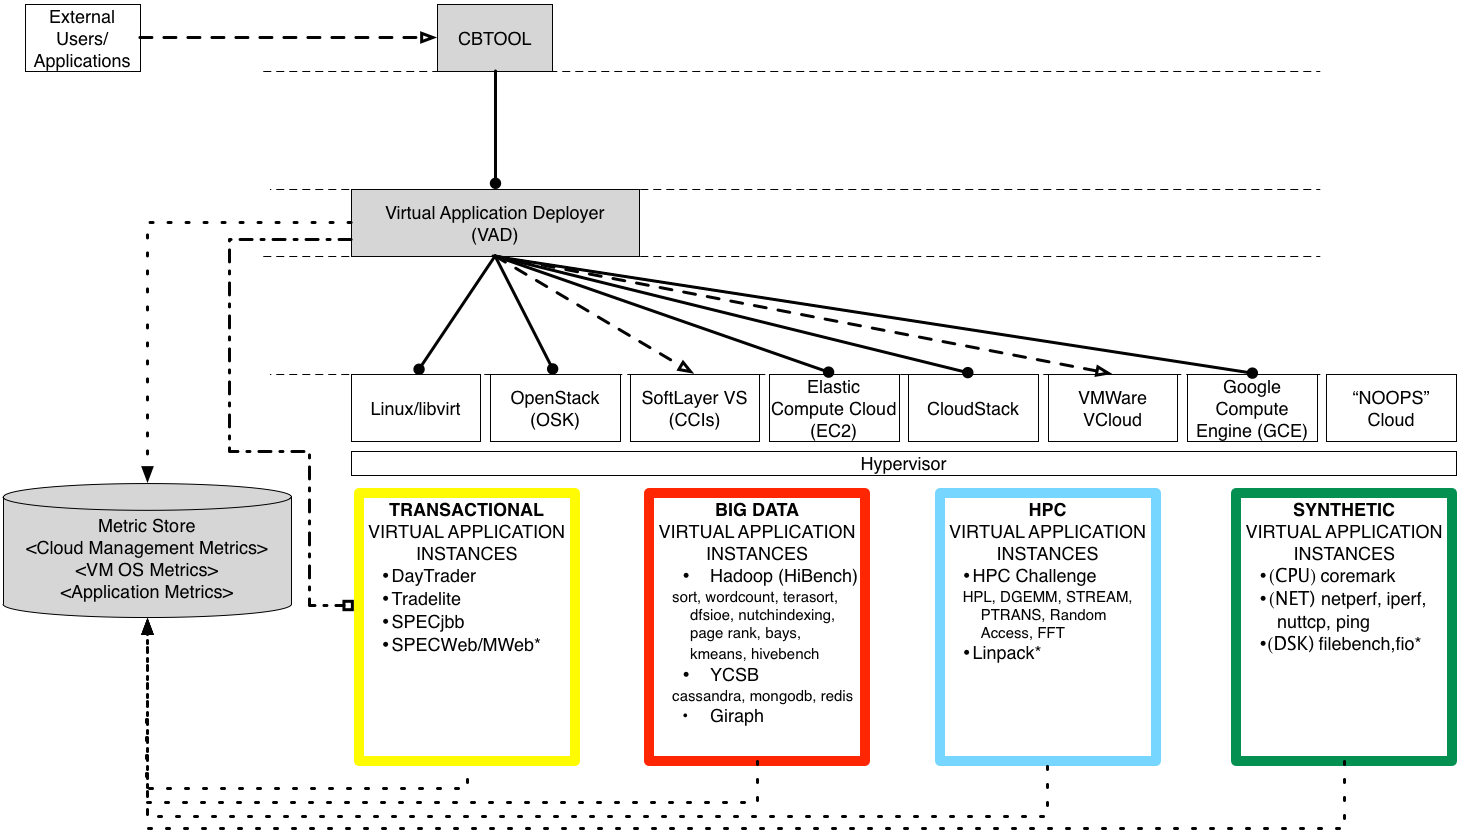 External
Users/
Applications
CBTOOL
Virtual Application Deployer
(VAD)
Linux/libvirt
OpenStack
(OSK)
SoftLayer VS
(CCIs)
Elastic
Compute Cloud
(EC2)
CloudStack
VMWare
VCloud
Google
Compute
Engine (GCE)
“NOOPS”
Cloud
Hypervisor
Metric Store
<Cloud Management Metrics>
<VM OS Metrics>
<Application Metrics>
TRANSACTIONAL
VIRTUAL APPLICATION
INSTANCES
•DayTrader
•Tradelite
•SPECjbb
•SPECWeb/MWeb*
BIG DATA
VIRTUAL APPLICATION
INSTANCES
• Hadoop (HiBench)
sort, wordcount, terasort,
dfsioe, nutchindexing,
page rank, bays,
kmeans, hivebench
• YCSB
cassandra, mongodb, redis
• Giraph
HPC
VIRTUAL APPLICATION
INSTANCES
•HPC Challenge
HPL, DGEMM, STREAM,
PTRANS, Random
Access, FFT
•Linpack*
SYNTHETIC
VIRTUAL APPLICATION
INSTANCES
•(CPU) coremark
•(NET) netperf, iperf,
nuttcp, ping
•(DSK) filebench,fio*